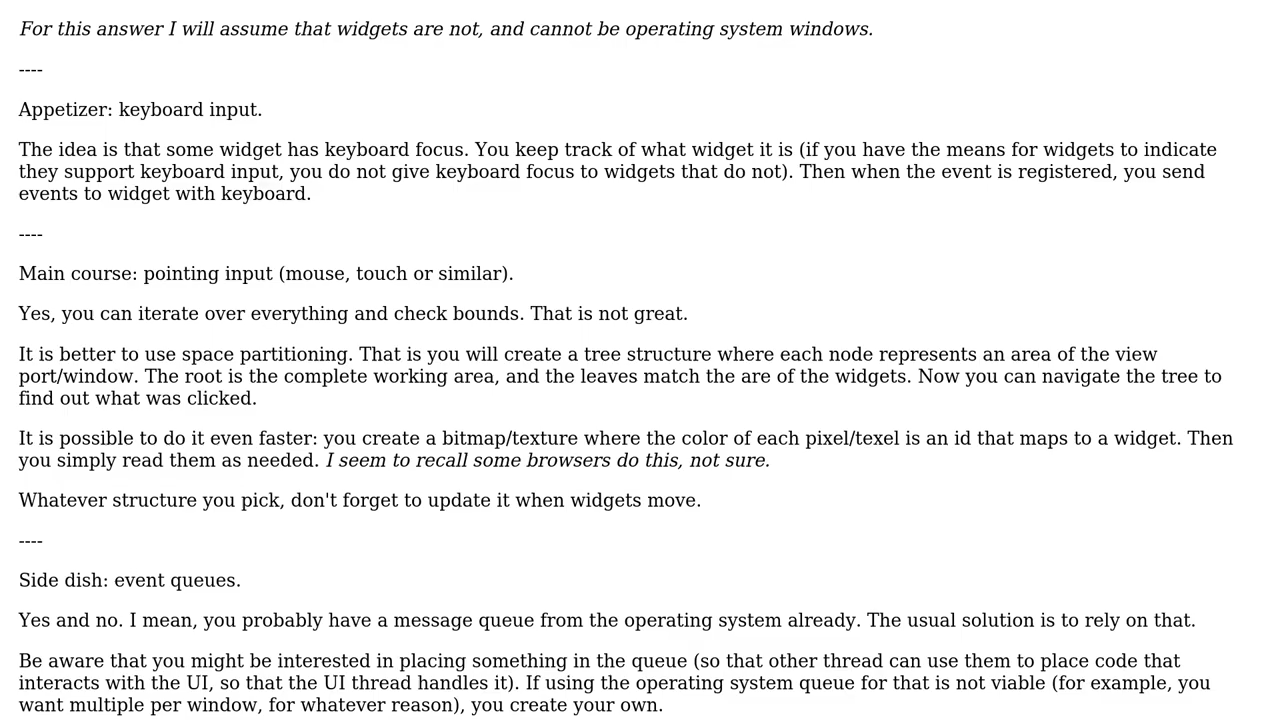 For this answer I will assume that widgets are not, and cannot be operating system windows.
----
Appetizer: keyboard input.
The idea is that some widget has keyboard focus. You keep track of what widget it is (if you have the means for widgets to indicate
they support keyboard input, you do not give keyboard focus to widgets that do not). Then when the event is registered, you send
events to widget with keyboard.
----
Main course: pointing input (mouse, touch or similar).
Yes, you can iterate over everything and check bounds. That is not great.
It is better to use space partitioning. That is you will create a tree structure where each node represents an area of the view
port/window. The root is the complete working area, and the leaves match the are of the widgets. Now you can navigate the tree to
find out what was clicked.
It is possible to do it even faster: you create a bitmap/texture where the color of each pixel/texel is an id that maps to a widget. Then
you simply read them as needed. I seem to recall some browsers do this, not sure.
Whatever structure you pick, don't forget to update it when widgets move.
----
Side dish: event queues.
Yes and no. I mean, you probably have a message queue from the operating system already. The usual solution is to rely on that.
Be aware that you might be interested in placing something in the queue (so that other thread can use them to place code that
interacts with the UI, so that the UI thread handles it). If using the operating system queue for that is not viable (for example, you
want multiple per window, for whatever reason), you create your own.